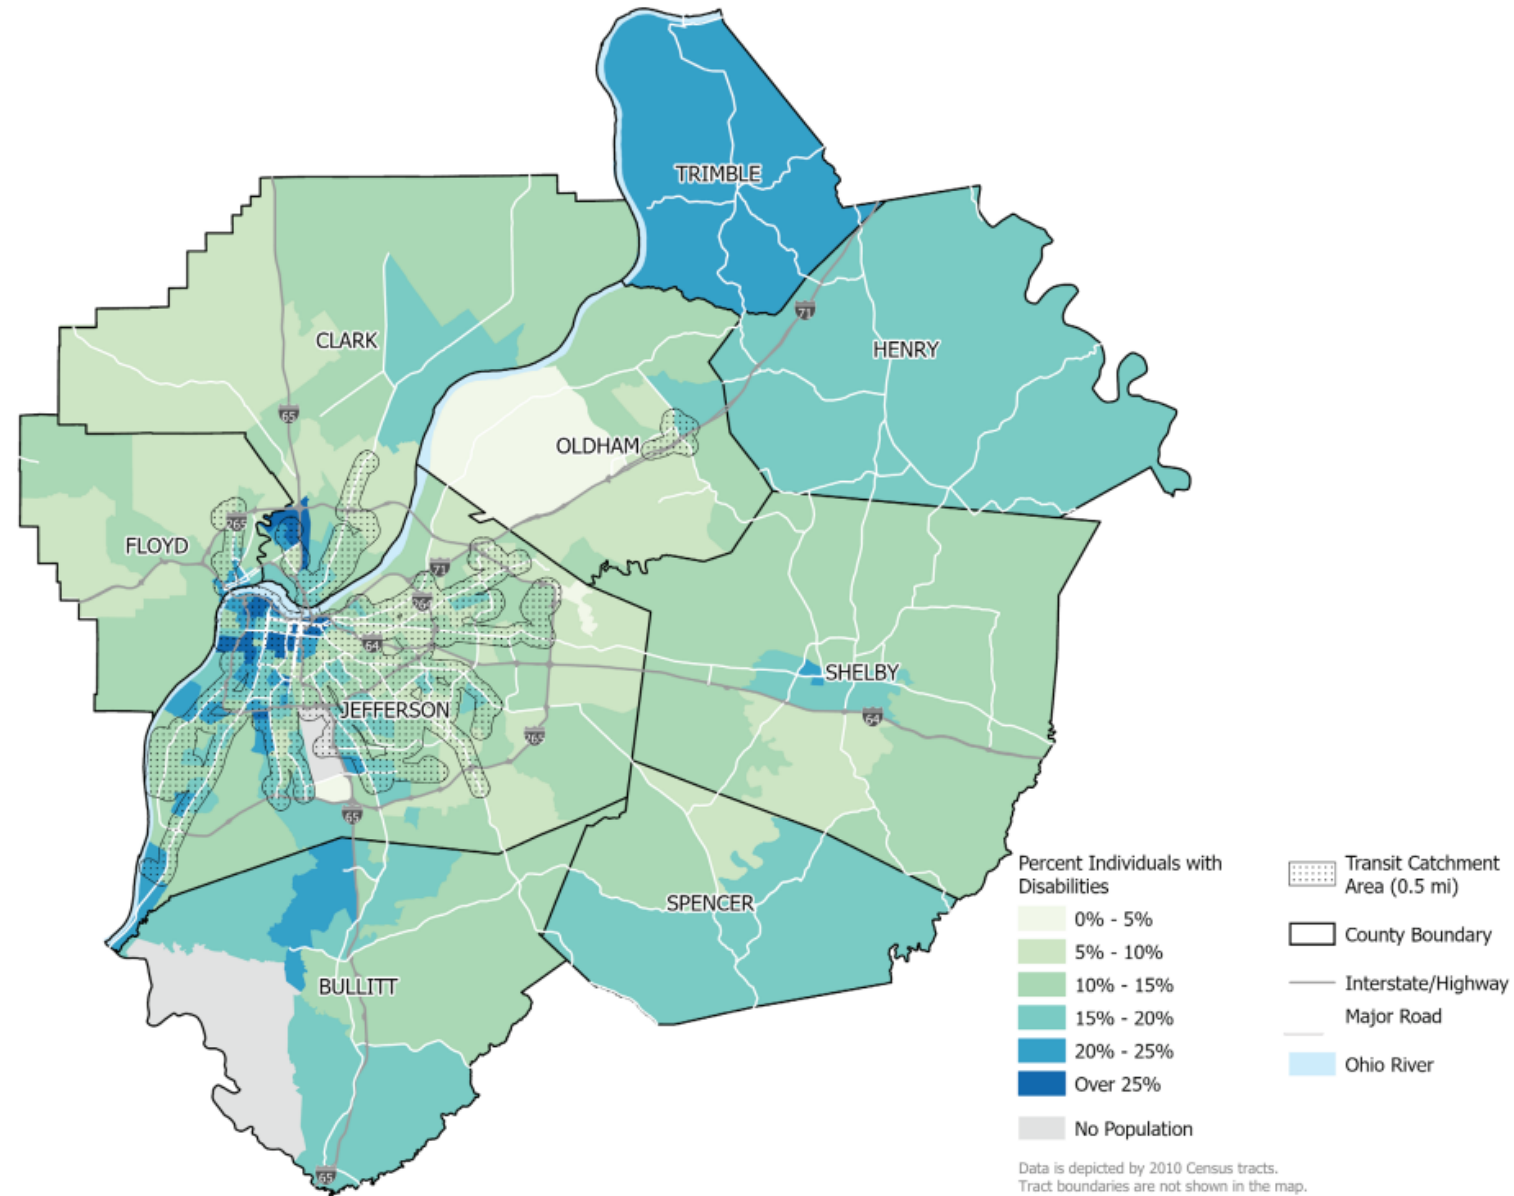 TRIMBLE
71
HENRY
CLARK
65
OLDHAM
265
FLOYD
71
264
64
SHELBY
JEFFERSON
64
265
65
SPENCER
BULLITT
65
Percent Individuals with
Disabilities
0% - 5%
5% - 10%
10% - 15%
15% - 20%
20% - 25%
Over 25%
No Population
Transit Catchment
Area (0.5 mi)
County Boundary
Interstate/Highway
Major Road
Ohio River
Data is depicted by 2010 Census tracts.
Tract boundaries are not shown in the map.